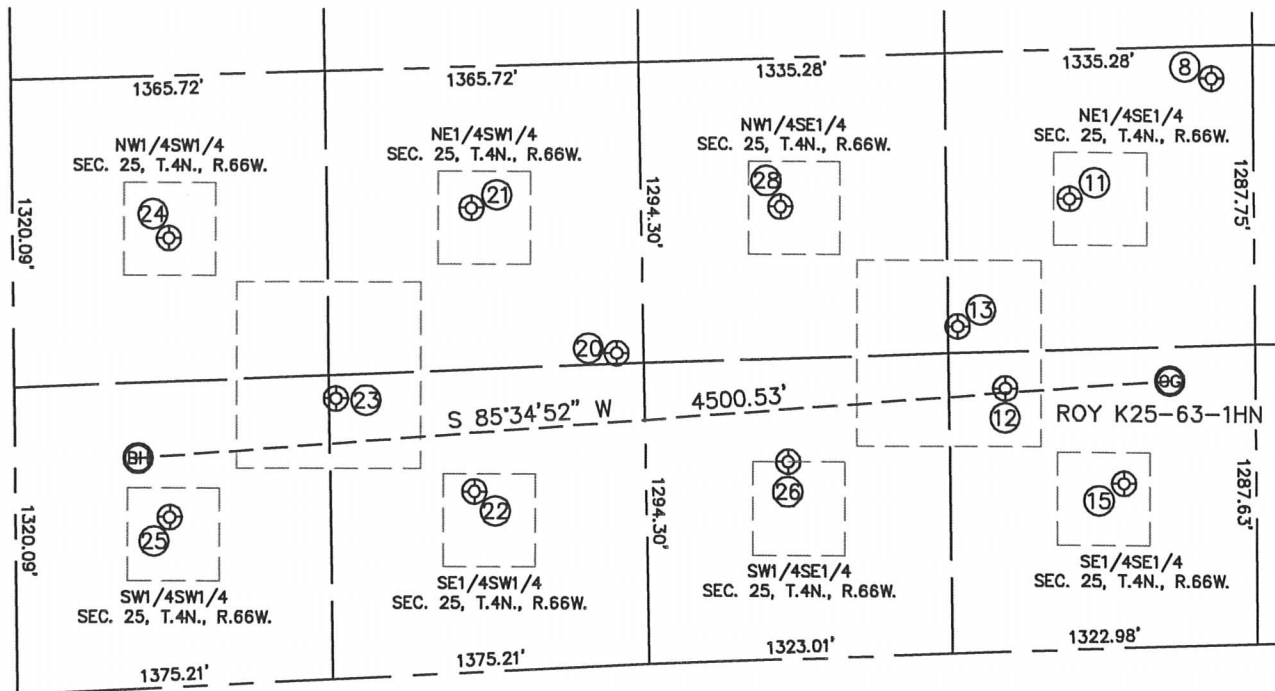 1365.72'
1365.72'
1335.28'
1335.28'
8
NW1/4SW1/4
SEC. 25, T.4N., R.66W.
NE1/4SW1/4
SEC. 25, T.4N., R.66W.
NW1/4SE1/4
SEC. 25, T.4N., R.66W.
NE1/4SE1/4
SEC. 25, T.4N., R.66W.
24
21
28
11
1320.09'
1294.30'
1287.75'
13
20
23
S 85°34'52" W
4500.53'
12
OG
ROY K25-63-1HN
BH
25
22
26
15
1320.09'
1294.30'
1287.63'
SW1/4SW1/4
SEC. 25, T.4N., R.66W.
SE1/4SW1/4
SEC. 25, T.4N., R.66W.
SW1/4SE1/4
SEC. 25, T.4N., R.66W.
SE1/4SE1/4
SEC. 25, T.4N., R.66W.
1375.21'
1375.21'
1323.01'
1322.98'